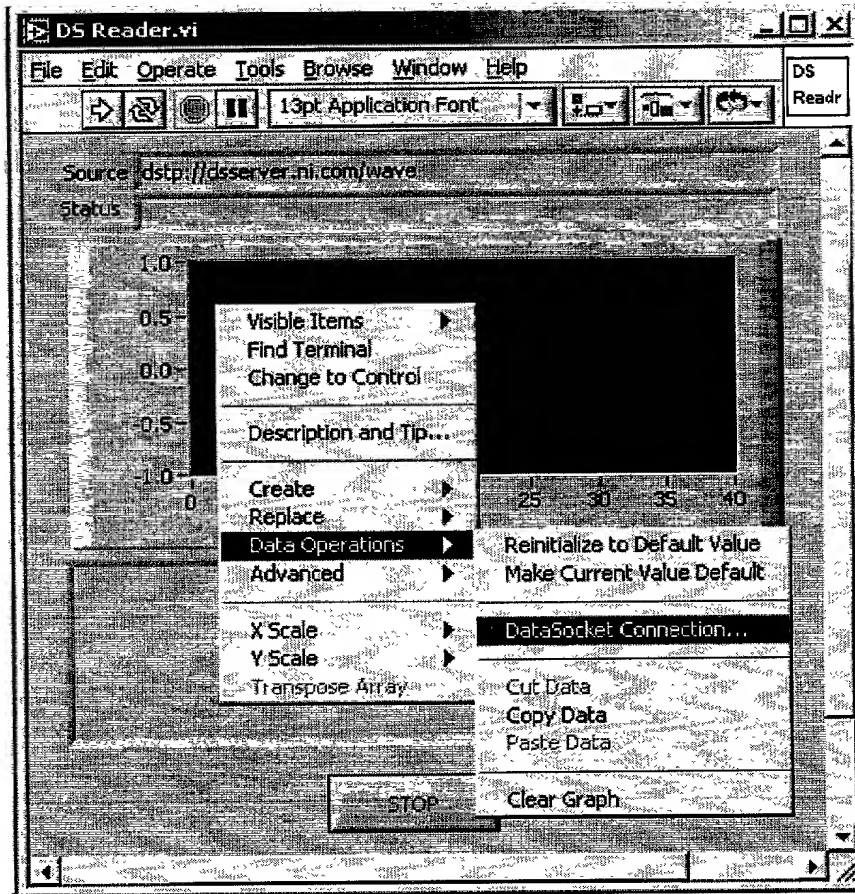 DS Reader.vi
File Edit Operate Tools Browse Window Help
DS
Readr
13pt Application Font
Source dstp://dsserver.ni.com/wave
Status
1.0
0.5
0.0
-0.5
-1.0
0 25 30 35 40
Visible Items
Find Terminal
Change to Control
Description and Tip...
Create
Replace
Data Operations
Advanced
X Scale
Y Scale
Transpose Array
Reinitialize to Default Value
Make Current Value Default
DataSocket Connection...
Cut Data
Copy Data
Paste Data
Clear Graph
STOP